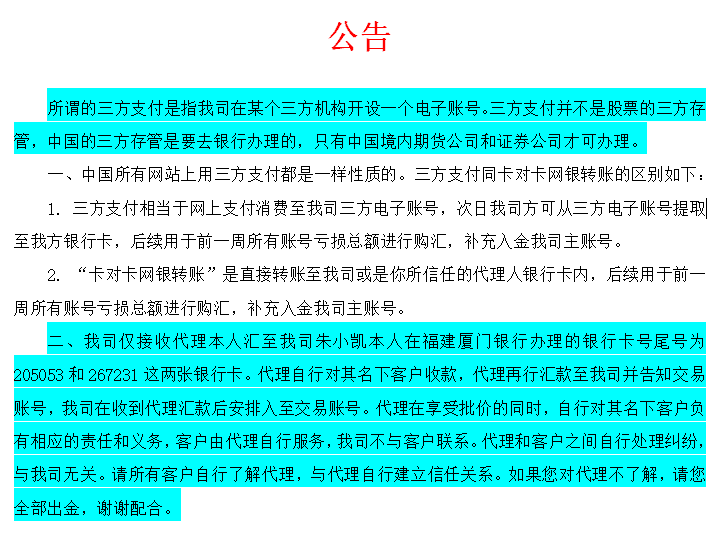 公告
所谓的三方支付是指我司在某个三方机构开设一个电子账号。三方支付并不是股票的三方存
管，中国的三方存管是要去银行办理的，只有中国境内期货公司和证券公司才可办理。
一、中国所有网站上用三方支付都是一样性质的。三方支付同卡对卡网银转账的区别如下：
1. 三方支付相当于网上支付消费至我司三方电子账号，次日我司方可从三方电子账号提取
至我方银行卡，后续用于前一周所有账号亏损总额进行购汇，补充入金我司主账号。
2. “卡对卡网银转账”是直接转账至我司或是你所信任的代理人银行卡内，后续用于前一
周所有账号亏损总额进行购汇，补充入金我司主账号。
二、我司仅接收代理本人汇至我司朱小凯本人在福建厦门银行办理的银行卡号尾号为
205053 和 267231 这两张银行卡。代理自行对其名下客户收款，代理再行汇款至我司并告知交易
账号，我司在收到代理汇款后安排入至交易账号。代理在享受批价的同时，自行对其名下客户负
有相应的责任和义务，客户由代理自行服务，我司不与客户联系。代理和客户之间自行处理纠纷，
与我司无关。请所有客户自行了解代理，与代理自行建立信任关系。如果您对代理不了解，请您
全部出金，谢谢配合。